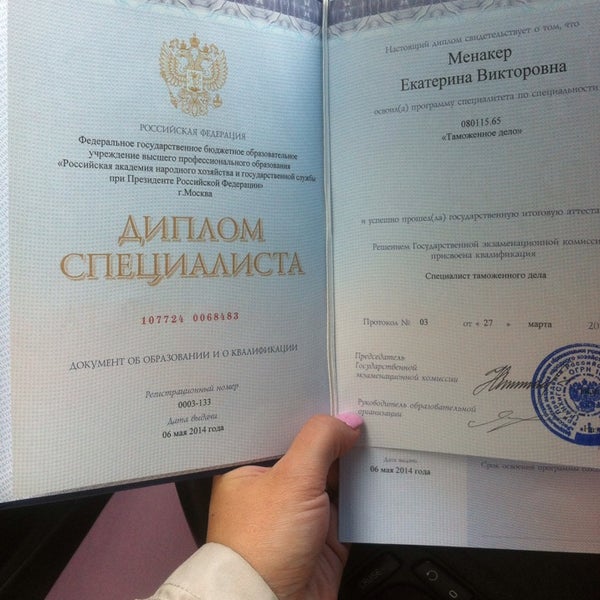 РОССИЙСКАЯ ФЕДЕРАЦИЯ
Федеральное государственное бюджетное образовательное
учреждение высшего профессионального образования
«Российская академия народного хозяйства и государственной службы
при Президенте Российской Федерации»
г.Москва
ДИПЛОМ
СПЕЦИАЛИСТА
107724 0068483
ДОКУМЕНТ ОБ ОБРАЗОВАНИИ И О КВАЛИФИКАЦИИ
Регистрационный номер
0003-133
Дата выдачи
06 мая 2014 года
Настоящий диплом свидетельствует о том, что
Менакер
Екатерина Викторовна
освоил(а) программу специалитета по специальности
080115.65
«Таможенное дело»
и успешно прошел(ла) государственную итоговую
Решением Государственной экзаменационной
присвоена квалификация
Специалист таможенного дела
Протокол № 03 от « 27 » марта
Председатель
Государственной
экзаменационной комиссии
Руководитель образовательной
организации
Дата выдачи
06 мая 2014 года
Срок освоения программы